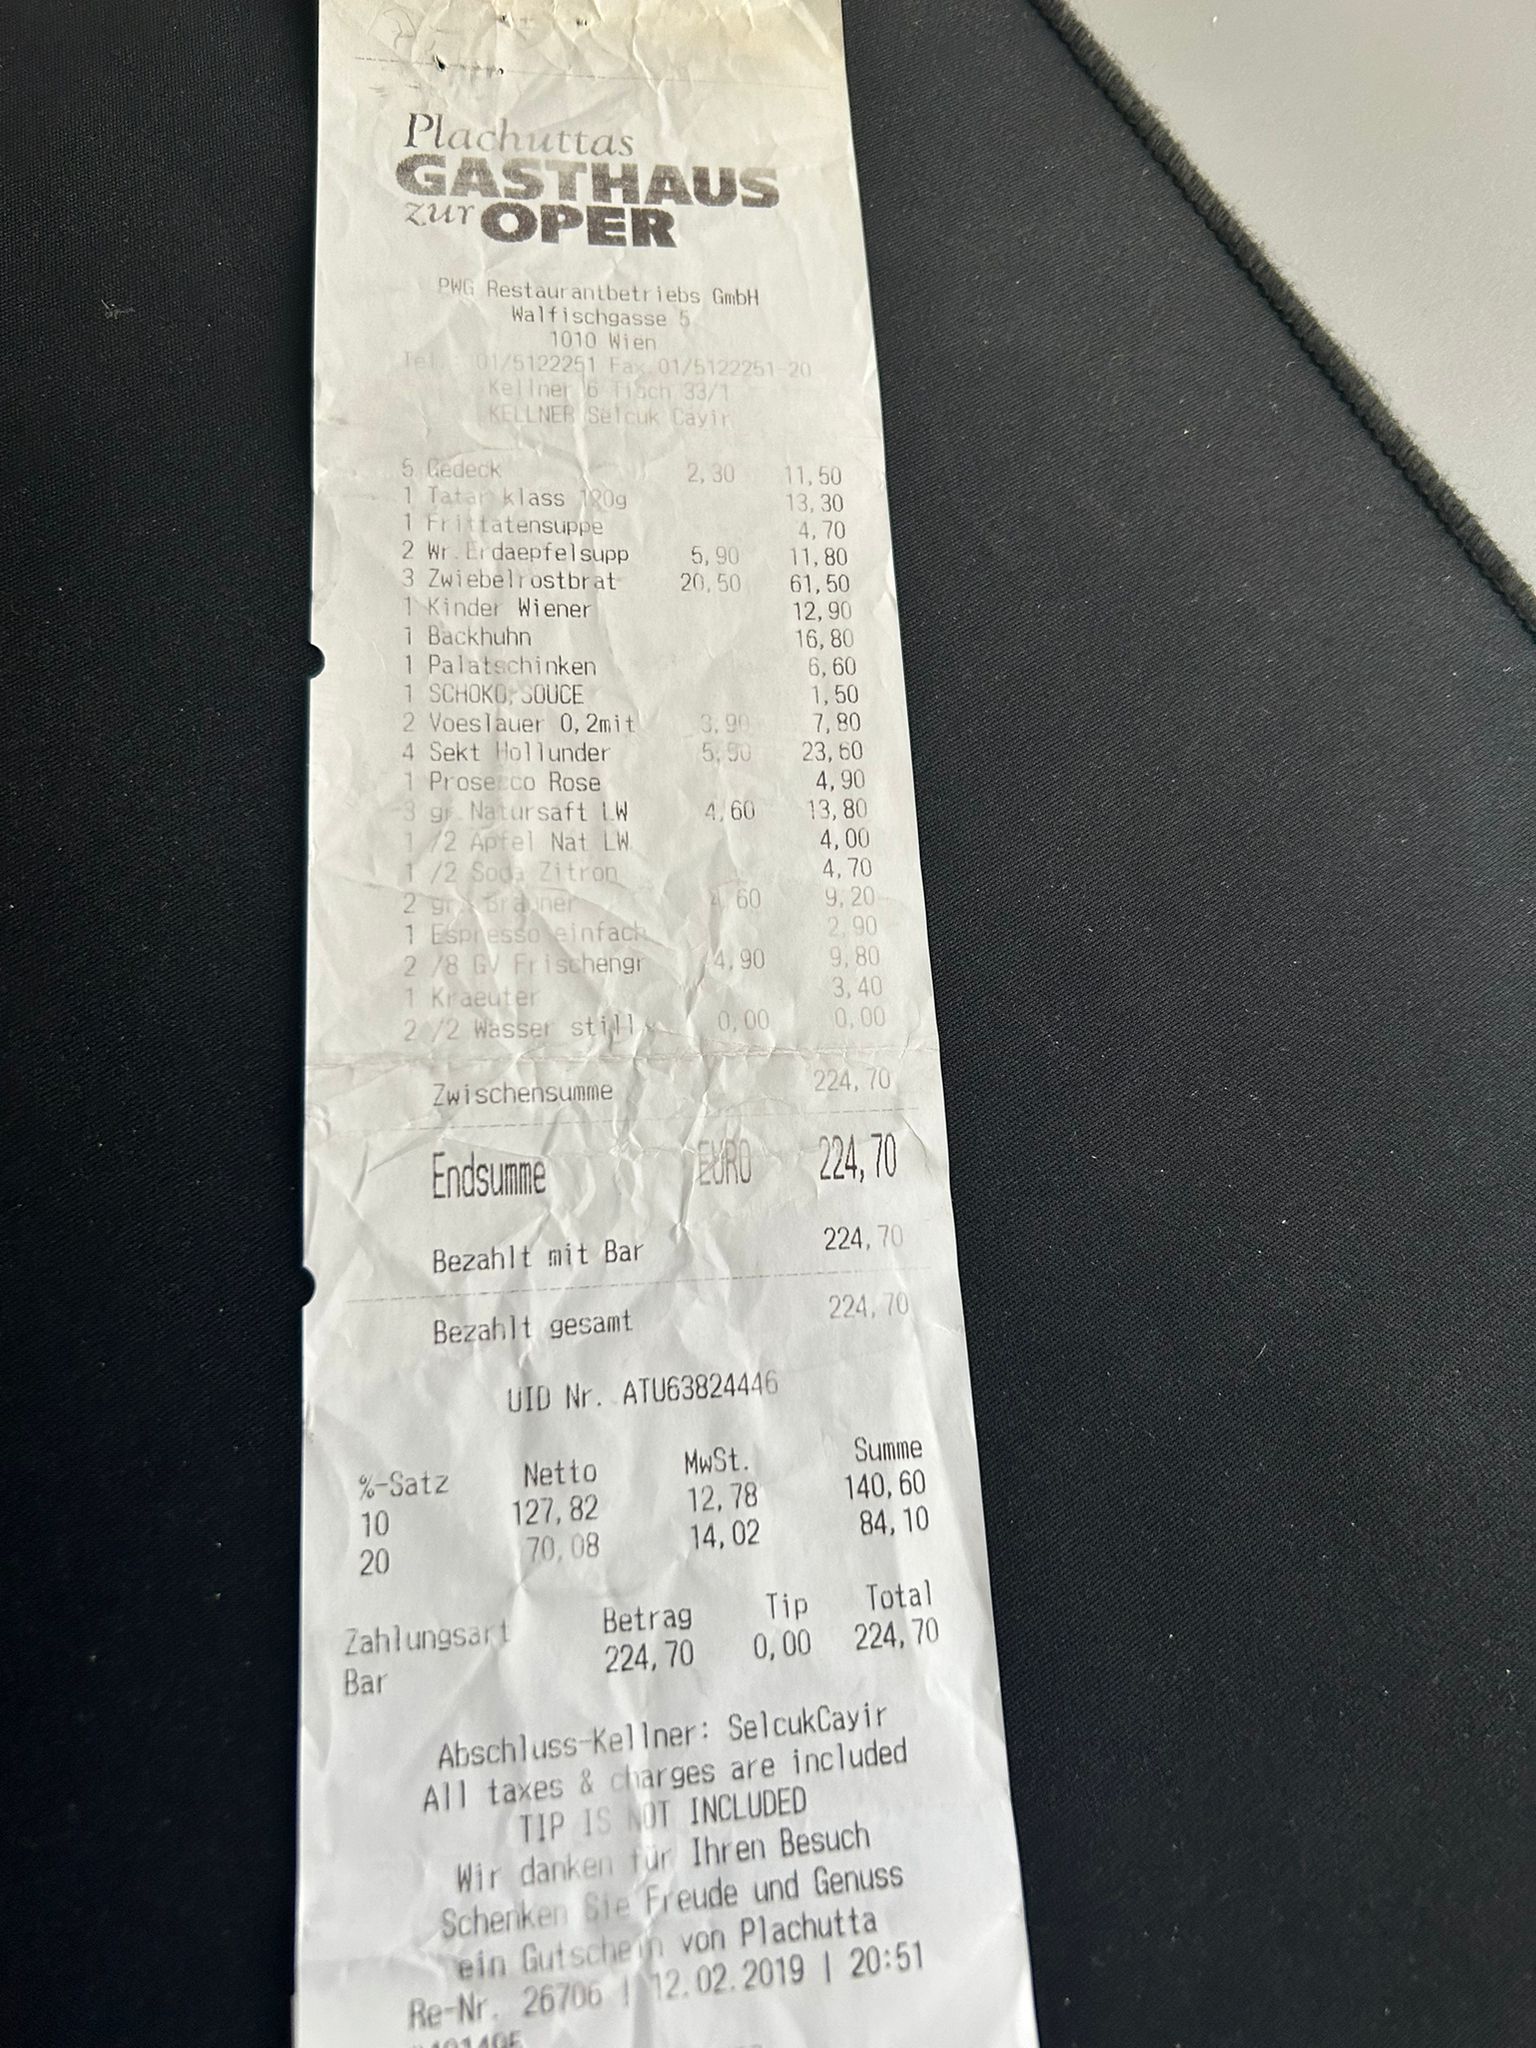 Plachuttas
GASTHAUS
zur OPER
PWG Restaurantbetriebs GmbH
Walfischgasse 5
1010 Wien
Tel.: 01/5122251 Fax 01/5122251-20
Kellner 6 Tisch 33/1
KELLNER Selcuk Cayir
5 Gedeck 2,30 11,50
1 Tatar klass 120g 13,30
1 Frittatensuppe 4,70
2 Wr.Erdaepfelsupp 5,90 11,80
3 Zwiebelrostbrat 20,50 61,50
1 Kinder Wiener 12,90
1 Backhuhn 16,80
1 Palatschinken 6,60
1 SCHOKO,SOUCE 1,50
2 Voeslauer 0,2mit 3,90 7,80
4 Sekt Hollunder 5,90 23,60
1 Prosecco Rose 4,90
3 gr.Natursaft LW 4,60 13,80
1 /2 Apfel Nat LW 4,00
1 /2 Soda Zitron 4,70
2 gr. Brauner 4,60 9,20
1 Espresso einfach 2,90
2 /8 GV Frischengr 4,90 9,80
1 Kraeuter 3,40
2 /2 Wasser still 0,00 0,00
Zwischensumme 224,70
Endsumme EURO 224,70
Bezahlt mit Bar 224,70
Bezahlt gesamt 224,70
UID Nr. ATU63824446
%-Satz Netto MwSt. Summe
10 127,82 12,78 140,60
20 70,08 14,02 84,10
Zahlungsart Betrag Tip Total
Bar 224,70 0,00 224,70
Abschluss-Kellner: SelcukCayir
All taxes & charges are included
TIP IS NOT INCLUDED
Wir danken für Ihren Besuch
Schenken Sie Freude und Genuss
ein Gutschein von Plachutta
Re-Nr. 26706 | 12.02.2019 | 20:51